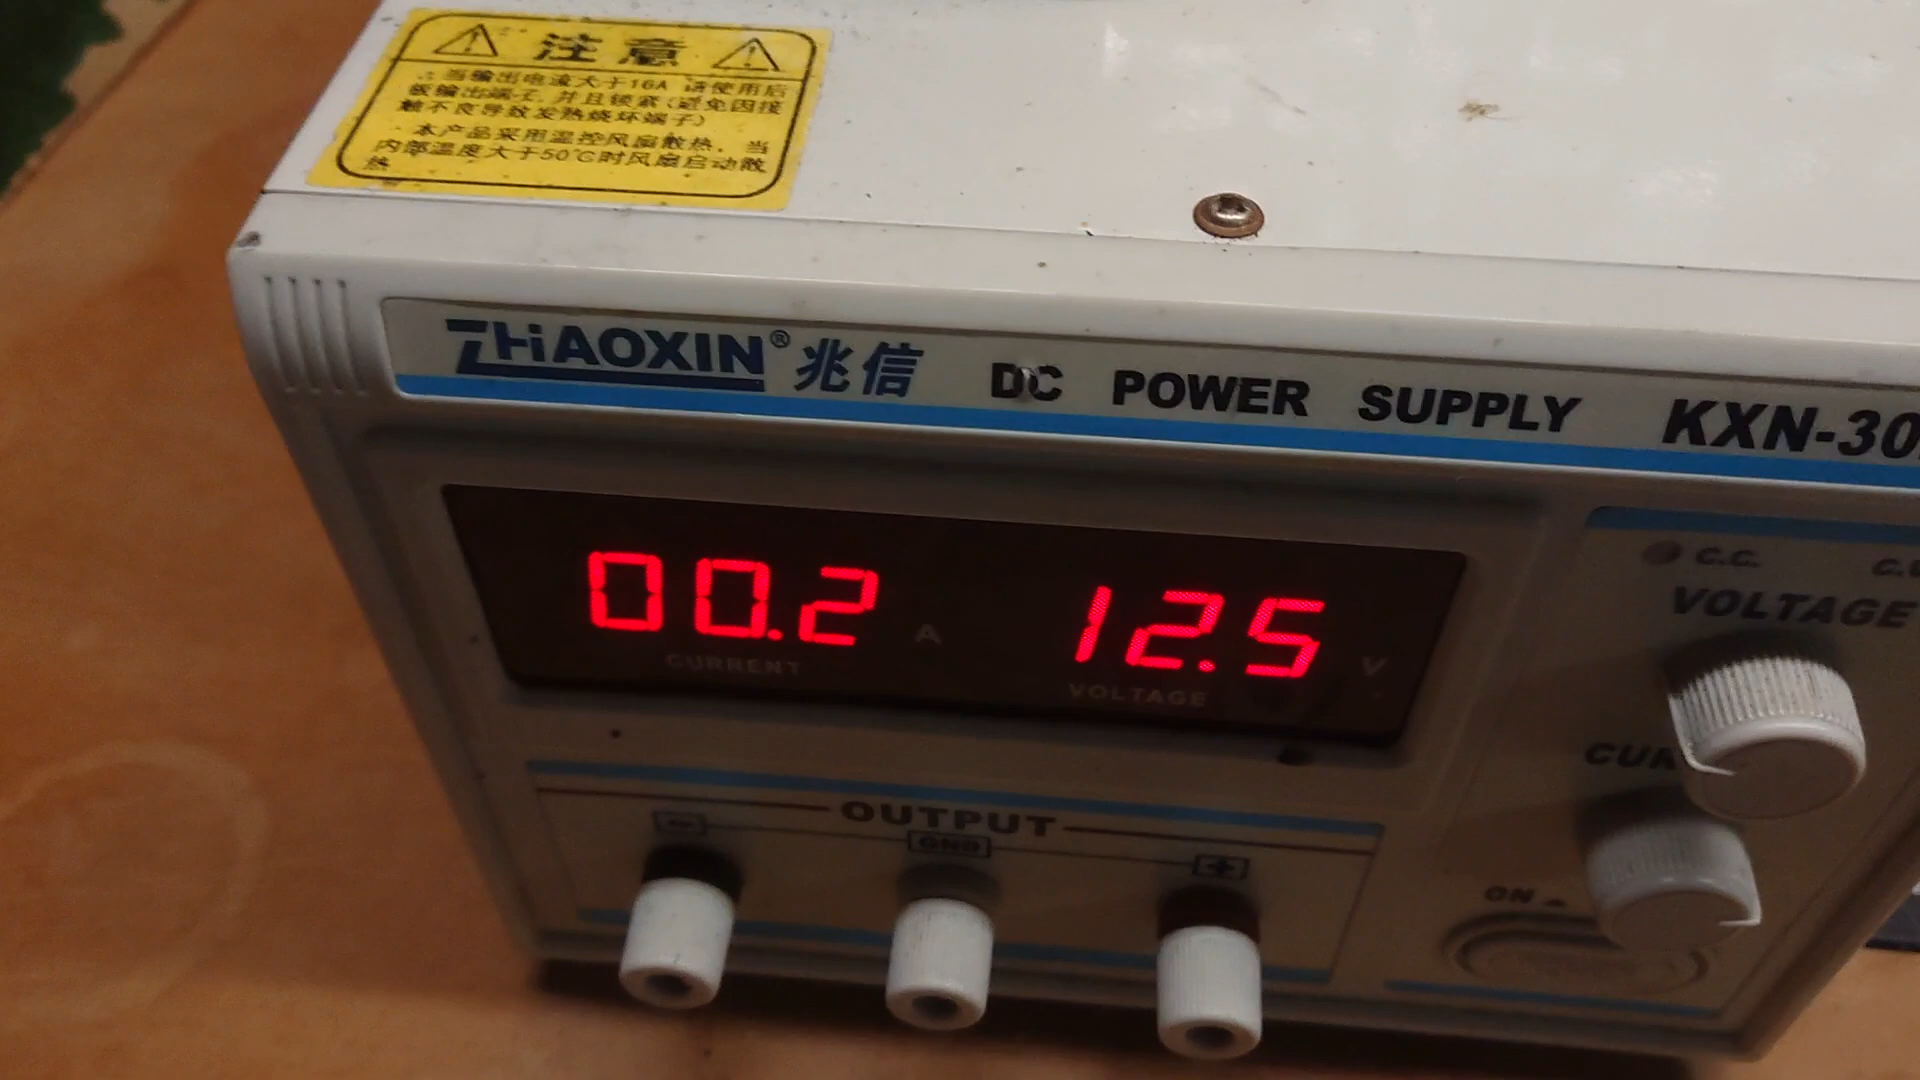 注意
当输出电流大于16A 请使用后
板输出端子,并且锁紧(避免因接
触不良导致发热烧坏端子)
本产品采用温控风扇散热,当
内部温度大于50℃时风扇启动散
热
ZHAOXIN® 兆信 DC POWER SUPPLY KXN-30
00.2 A 12.5 V
CURRENT VOLTAGE
C.C. C.V
VOLTAGE
CUR
OUTPUT
- GND +
ON ▲